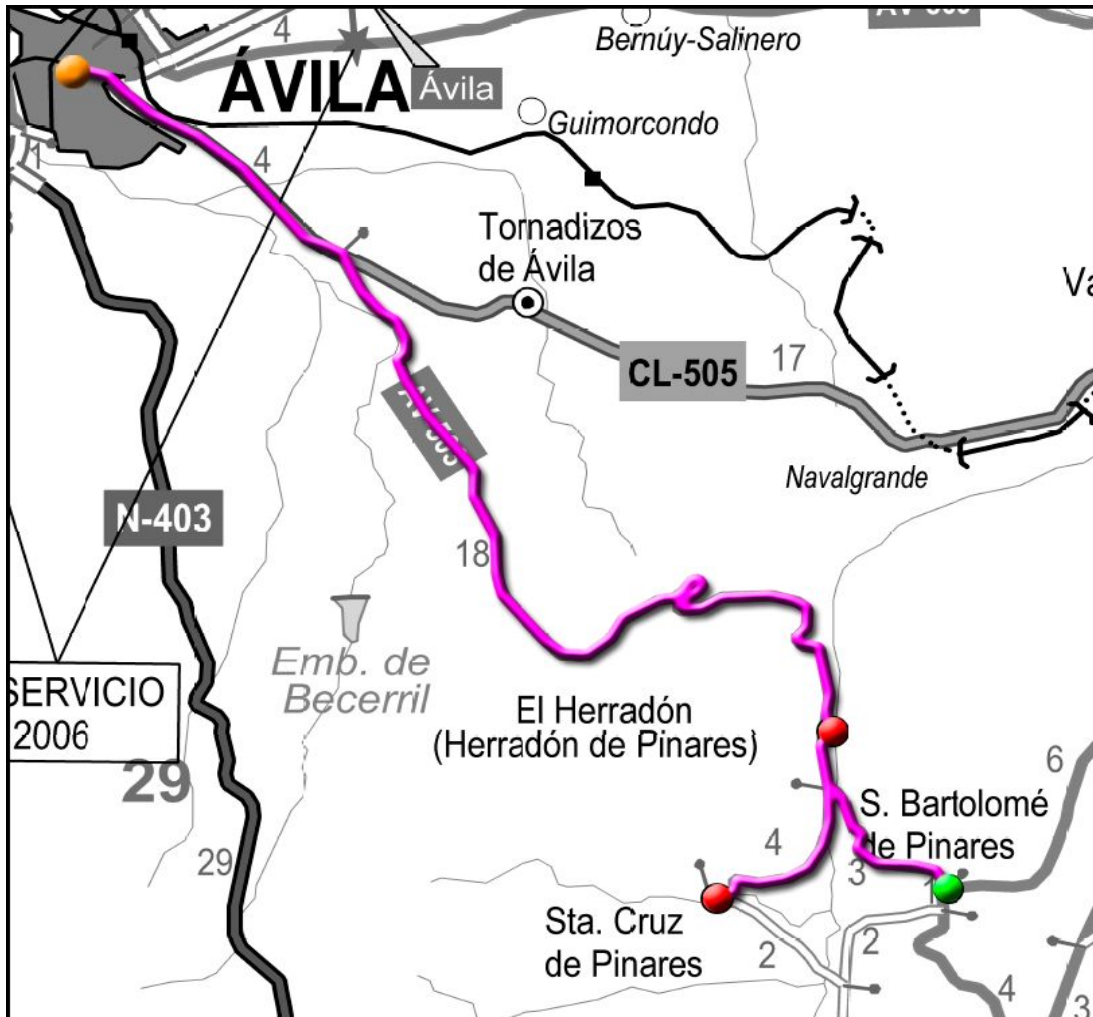 4
Bernúy-Salinero
ÁVILA
Ávila
Guimorcondo
1
4
Tornadizos
de Ávila
CL-505
17
Navalgrande
N-403
18
Emb. de
Becerril
SERVICIO
2006
29
29
El Herradón
(Herradón de Pinares)
6
S. Bartolomé
de Pinares
4
3
1
Sta. Cruz
de Pinares
2
2
4
3